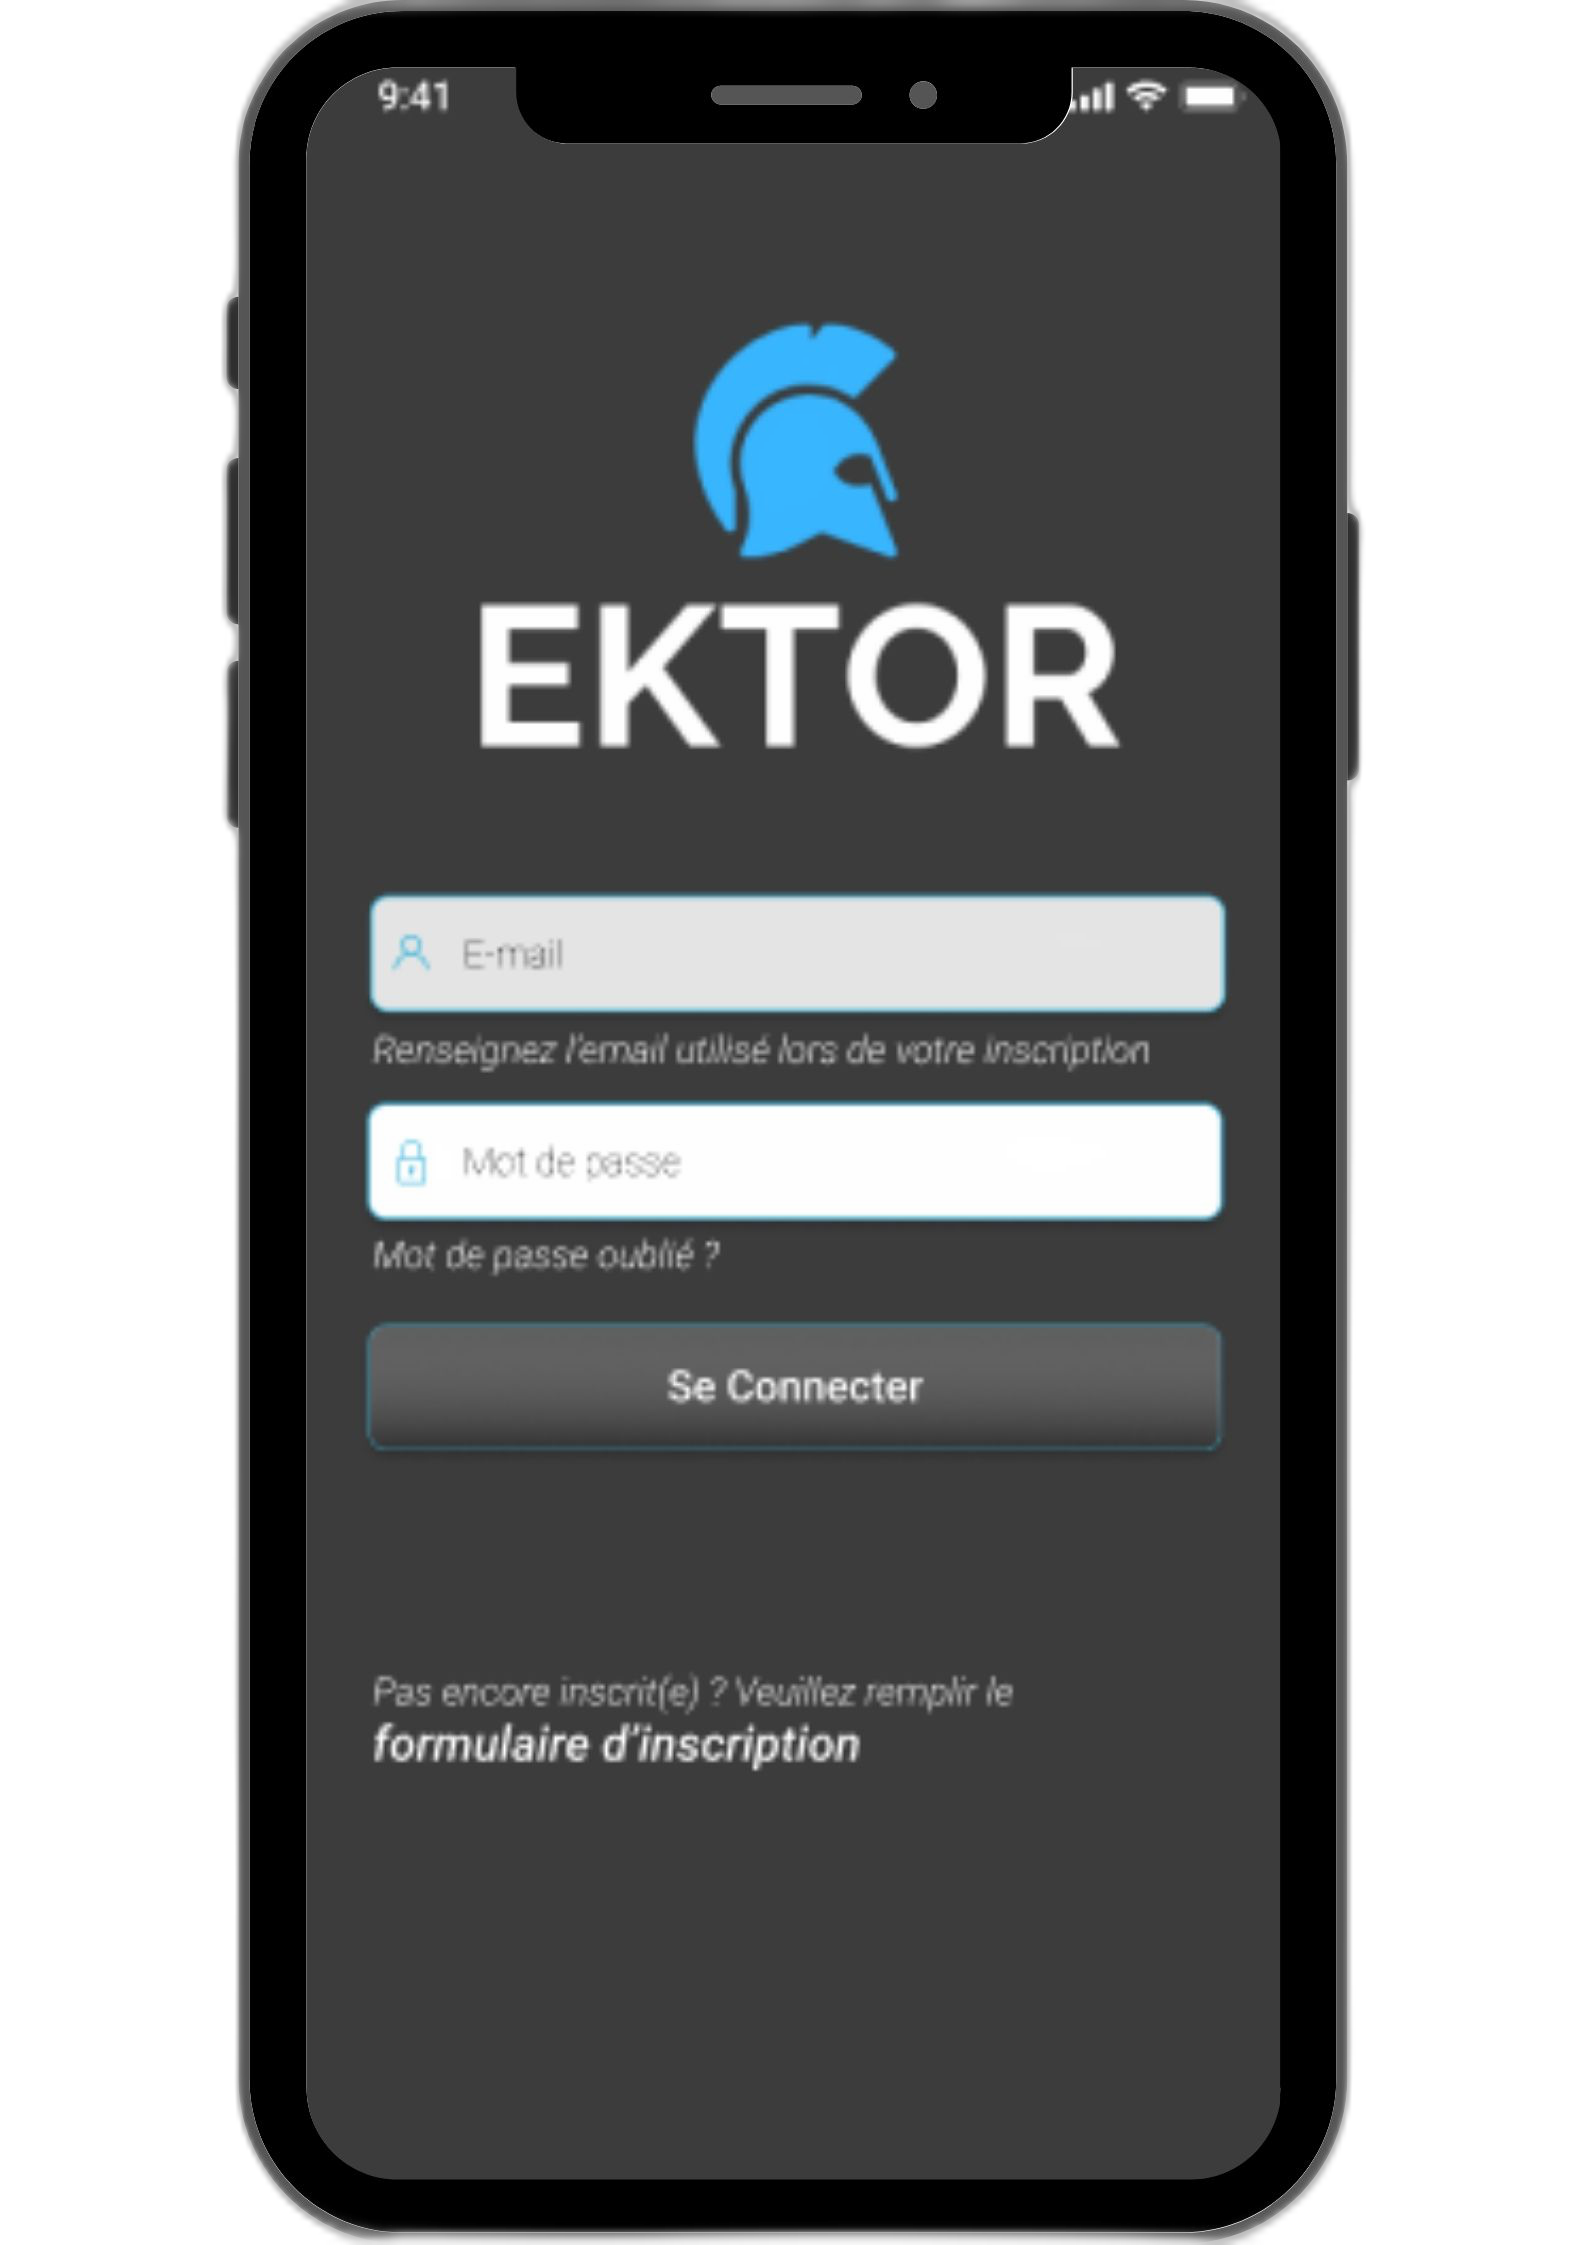 9:41
EKTOR
E-mail
Renseignez l'email utilisé lors de votre inscription
Mot de passe
Mot de passe oublié ?
Se Connecter
Pas encore inscrit(e) ? Veuillez remplir le
formulaire d'inscription